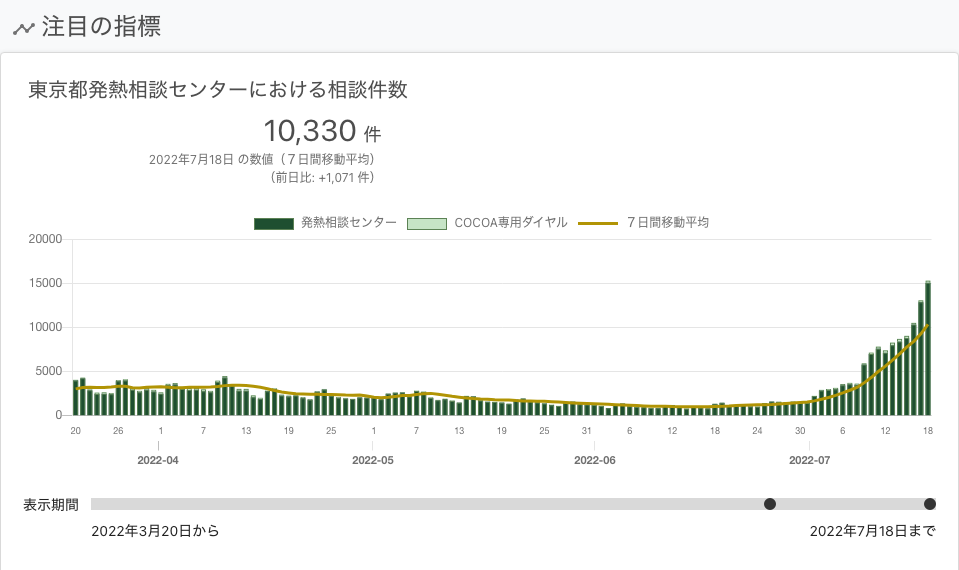 注目の指標
東京都発熱相談センターにおける相談件数
10,330 件
2022年7月18日 の数値（７日間移動平均）
（前日比: +1,071 件）
発熱相談センター COCOA専用ダイヤル ７日間移動平均
20000
15000
10000
5000
0
20 26 1 7 13 19 25 1 7 13 19 25 31 6 12 18 24 30 6 12 18
2022-04 2022-05 2022-06 2022-07
表示期間
2022年3月20日から 2022年7月18日まで